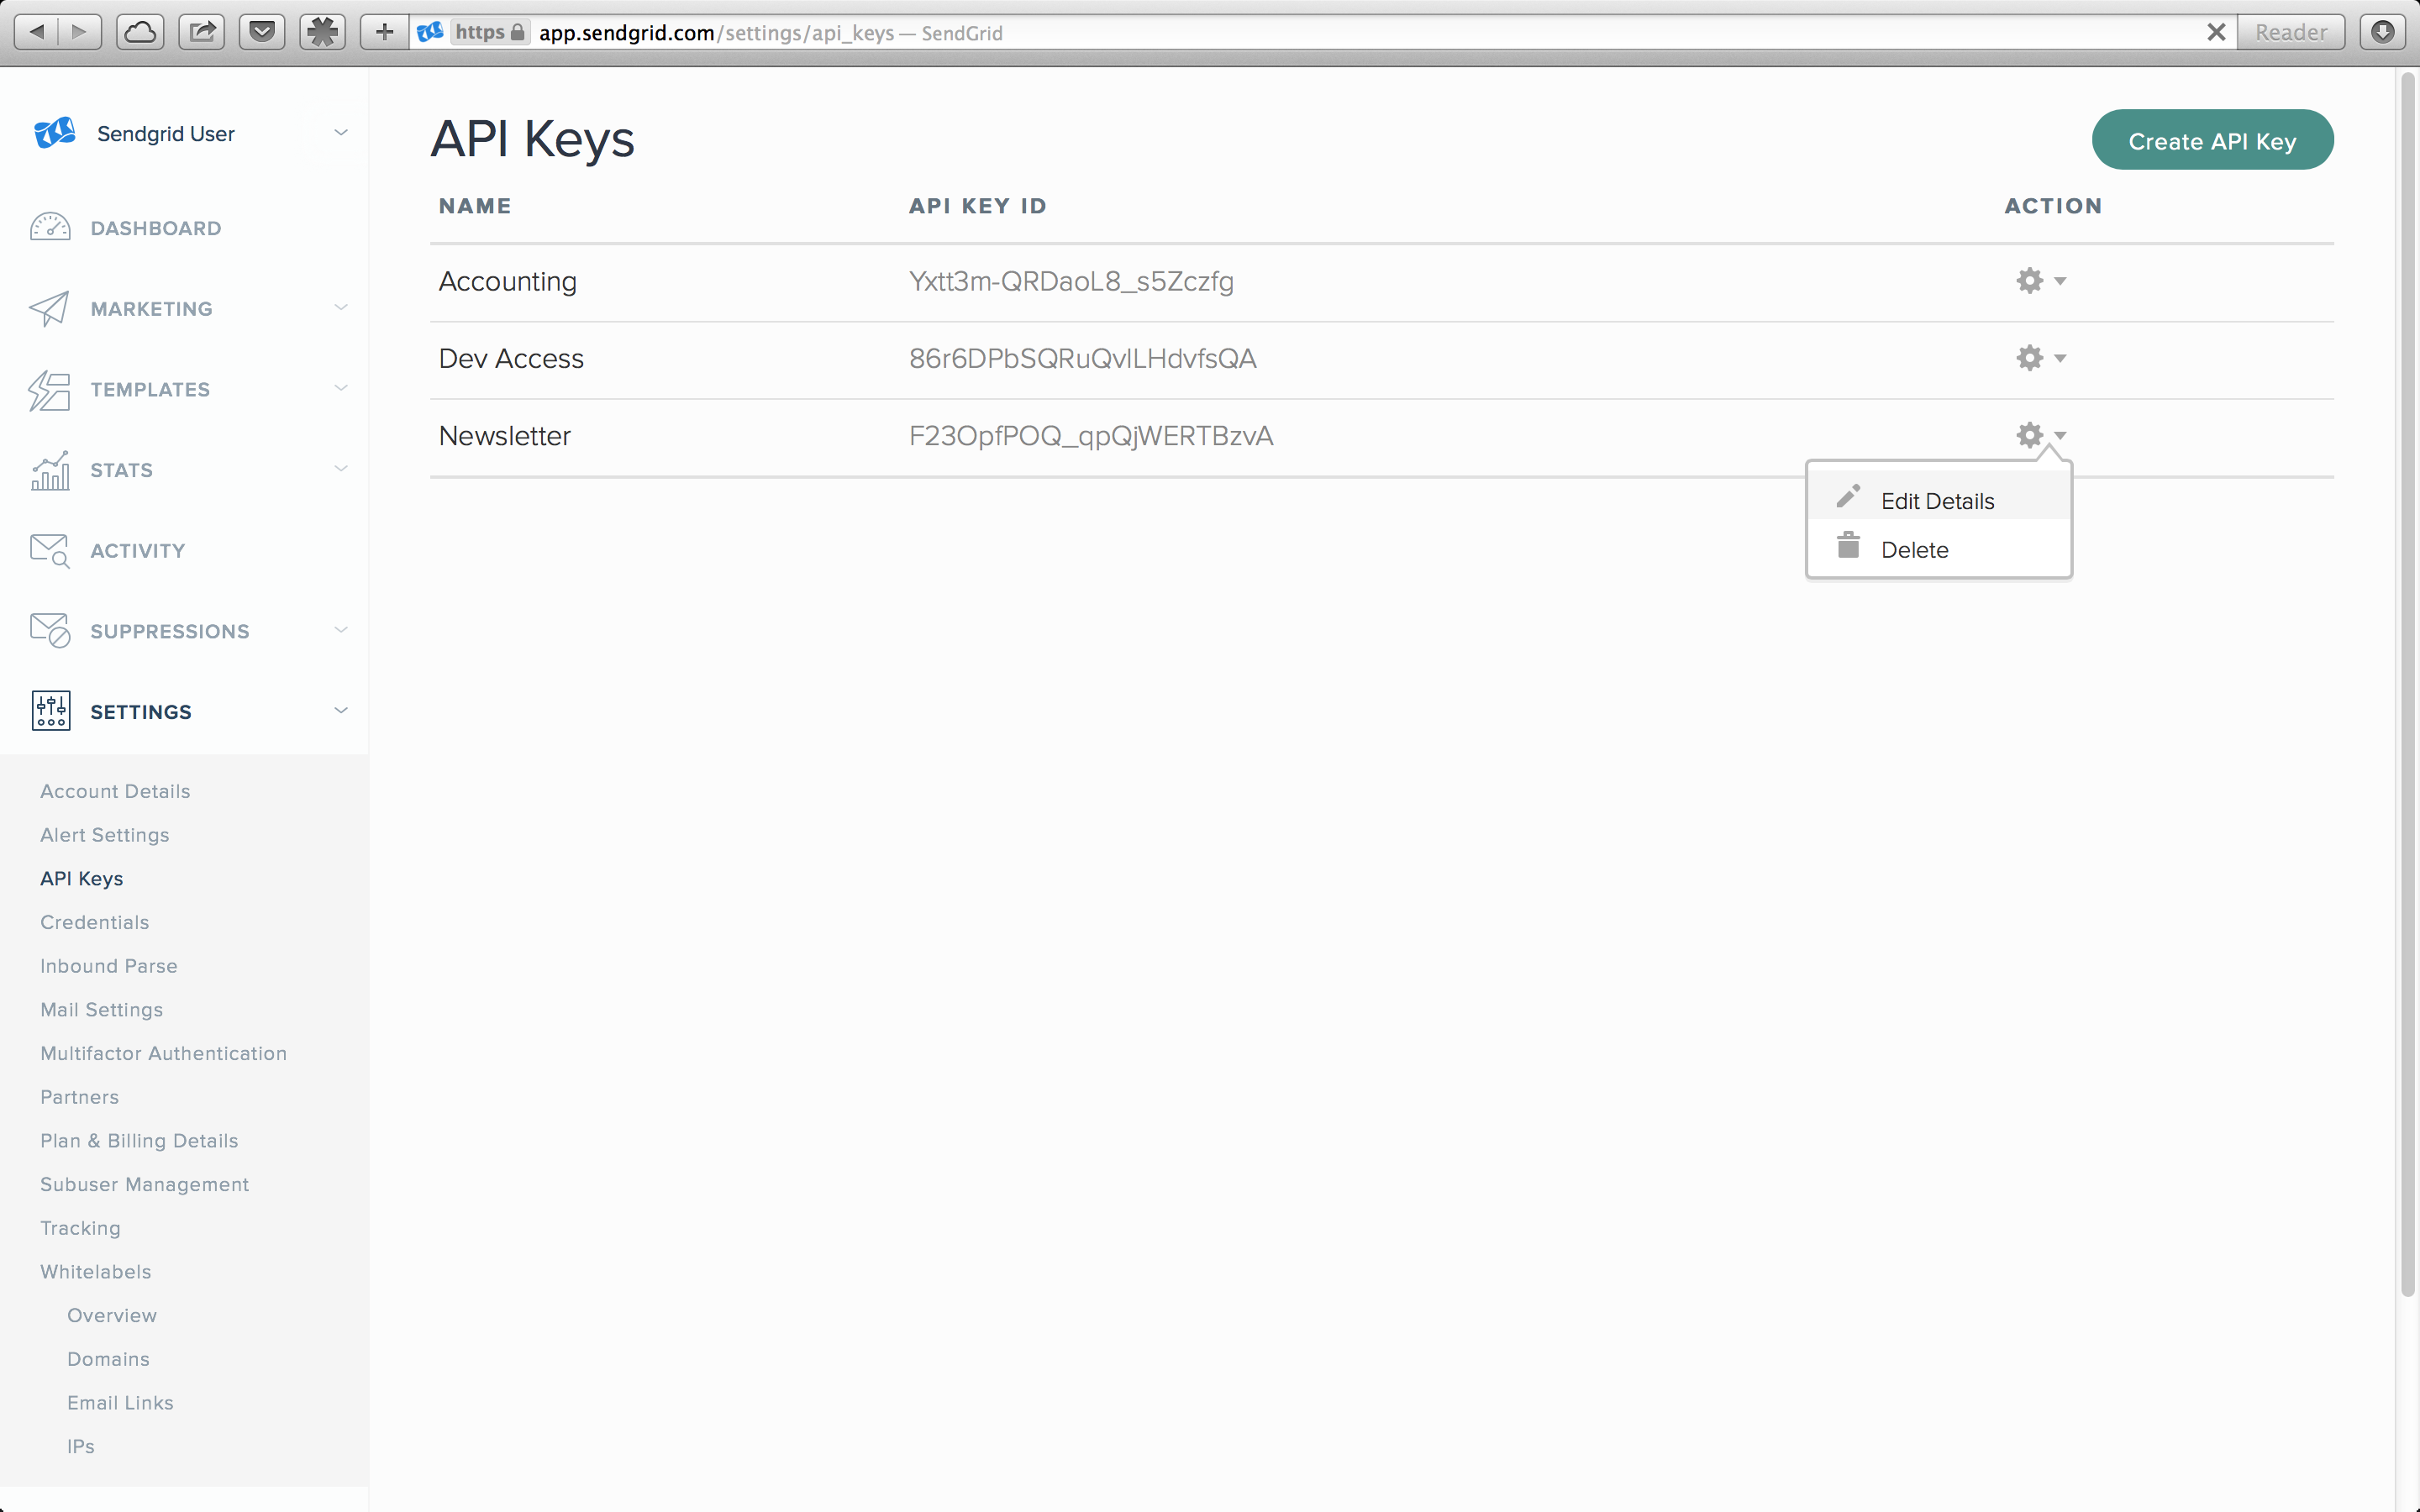 https app.sendgrid.com/settings/api_keys — SendGrid
Reader
Sendgrid User
DASHBOARD
MARKETING
TEMPLATES
STATS
ACTIVITY
SUPPRESSIONS
SETTINGS
Account Details
Alert Settings
API Keys
Credentials
Inbound Parse
Mail Settings
Multifactor Authentication
Partners
Plan & Billing Details
Subuser Management
Tracking
Whitelabels
Overview
Domains
Email Links
IPs
API Keys
Create API Key
NAME API KEY ID ACTION
Accounting Yxtt3m-QRDaoL8_s5Zczfg
Dev Access 86r6DPbSQRuQvlLHdvfsQA
Newsletter F23OpfPOQ_qpQjWERTBzvA
Edit Details
Delete